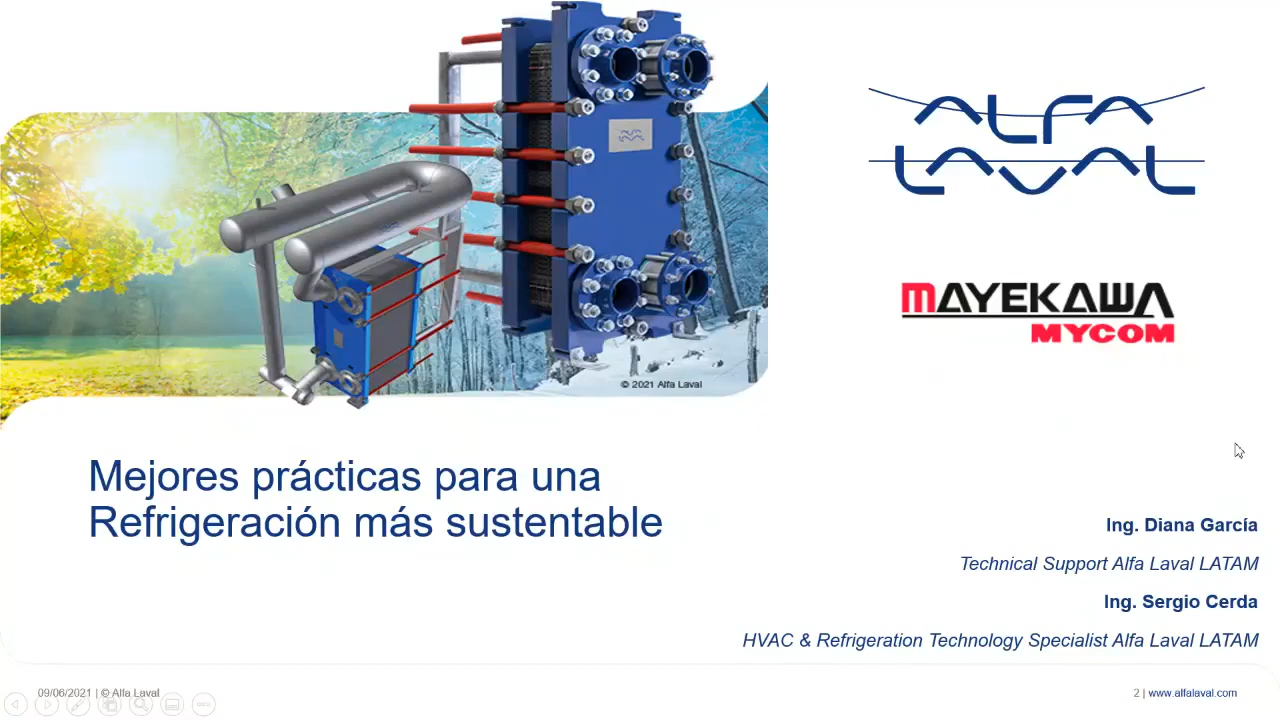 ALFA
LAVAL
MAYEKAWA
MYCOM
© 2021 Alfa Laval
Mejores prácticas para una
Refrigeración más sustentable
Ing. Diana García
Technical Support Alfa Laval LATAM
Ing. Sergio Cerda
HVAC & Refrigeration Technology Specialist Alfa Laval LATAM
09/06/2021 | © Alfa Laval
2 | www.alfalaval.com